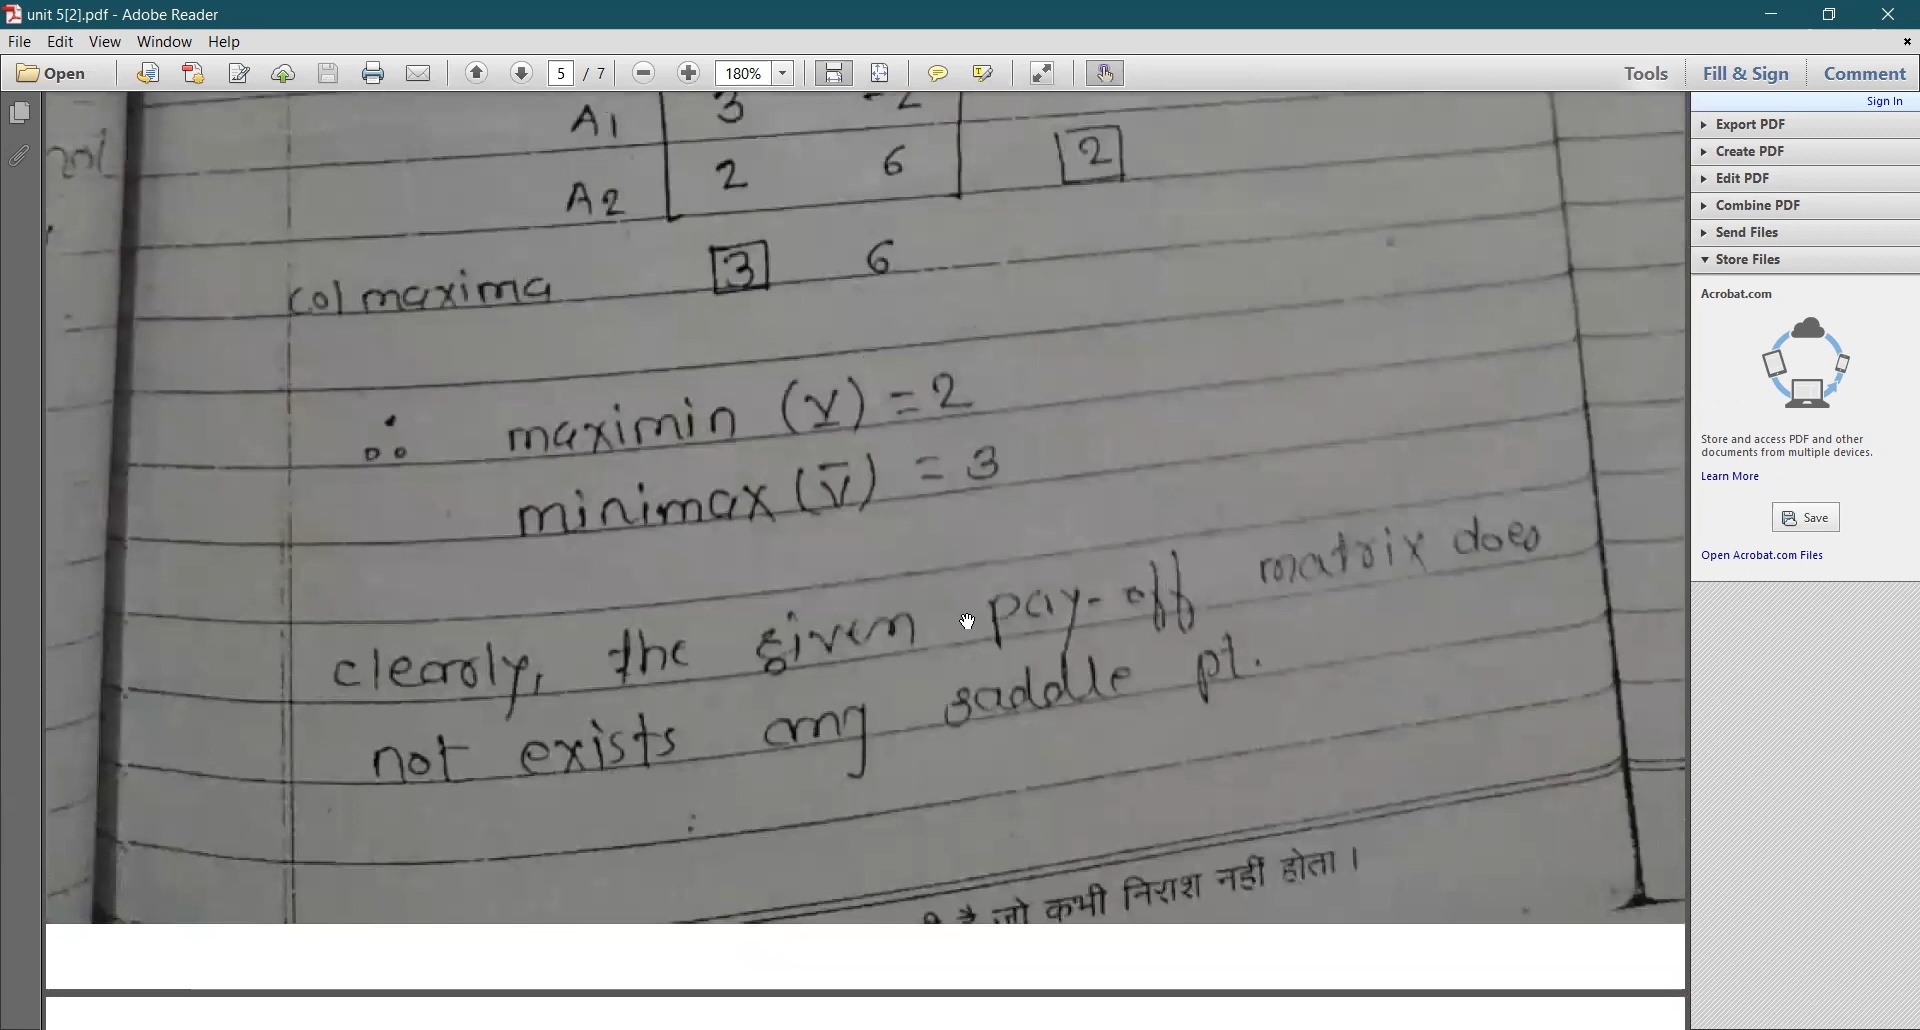 unit 5[2].pdf - Adobe Reader
File Edit View Window Help
Open 5 / 7 180% Tools Fill & Sign Comment
Sign In
Export PDF
Create PDF
Edit PDF
Combine PDF
Send Files
Store Files
Acrobat.com
Store and access PDF and other
documents from multiple devices.
Learn More
Save
Open Acrobat.com Files
A1 3 -2
A2 2 6 2
col maxima 3 6
∴ maximin (v̲) = 2
minimax (v̅) = 3
clearly, the given pay-off matrix does
not exists any saddle pt.
है जो कभी निराश नहीं होता ।